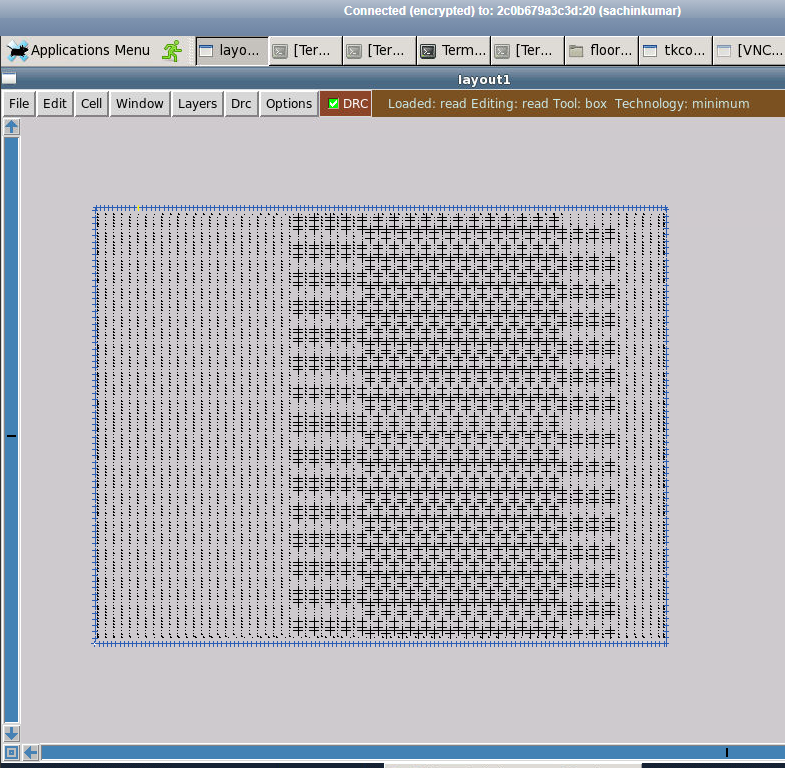 Connected (encrypted) to: 2c0b679a3c3d:20 (sachinkumar)
Applications Menu layo... [Ter... [Ter... Term... [Ter... floor... tkco... [VNC...
layout1
File Edit Cell Window Layers Drc Options DRC Loaded: read Editing: read Tool: box Technology: minimum